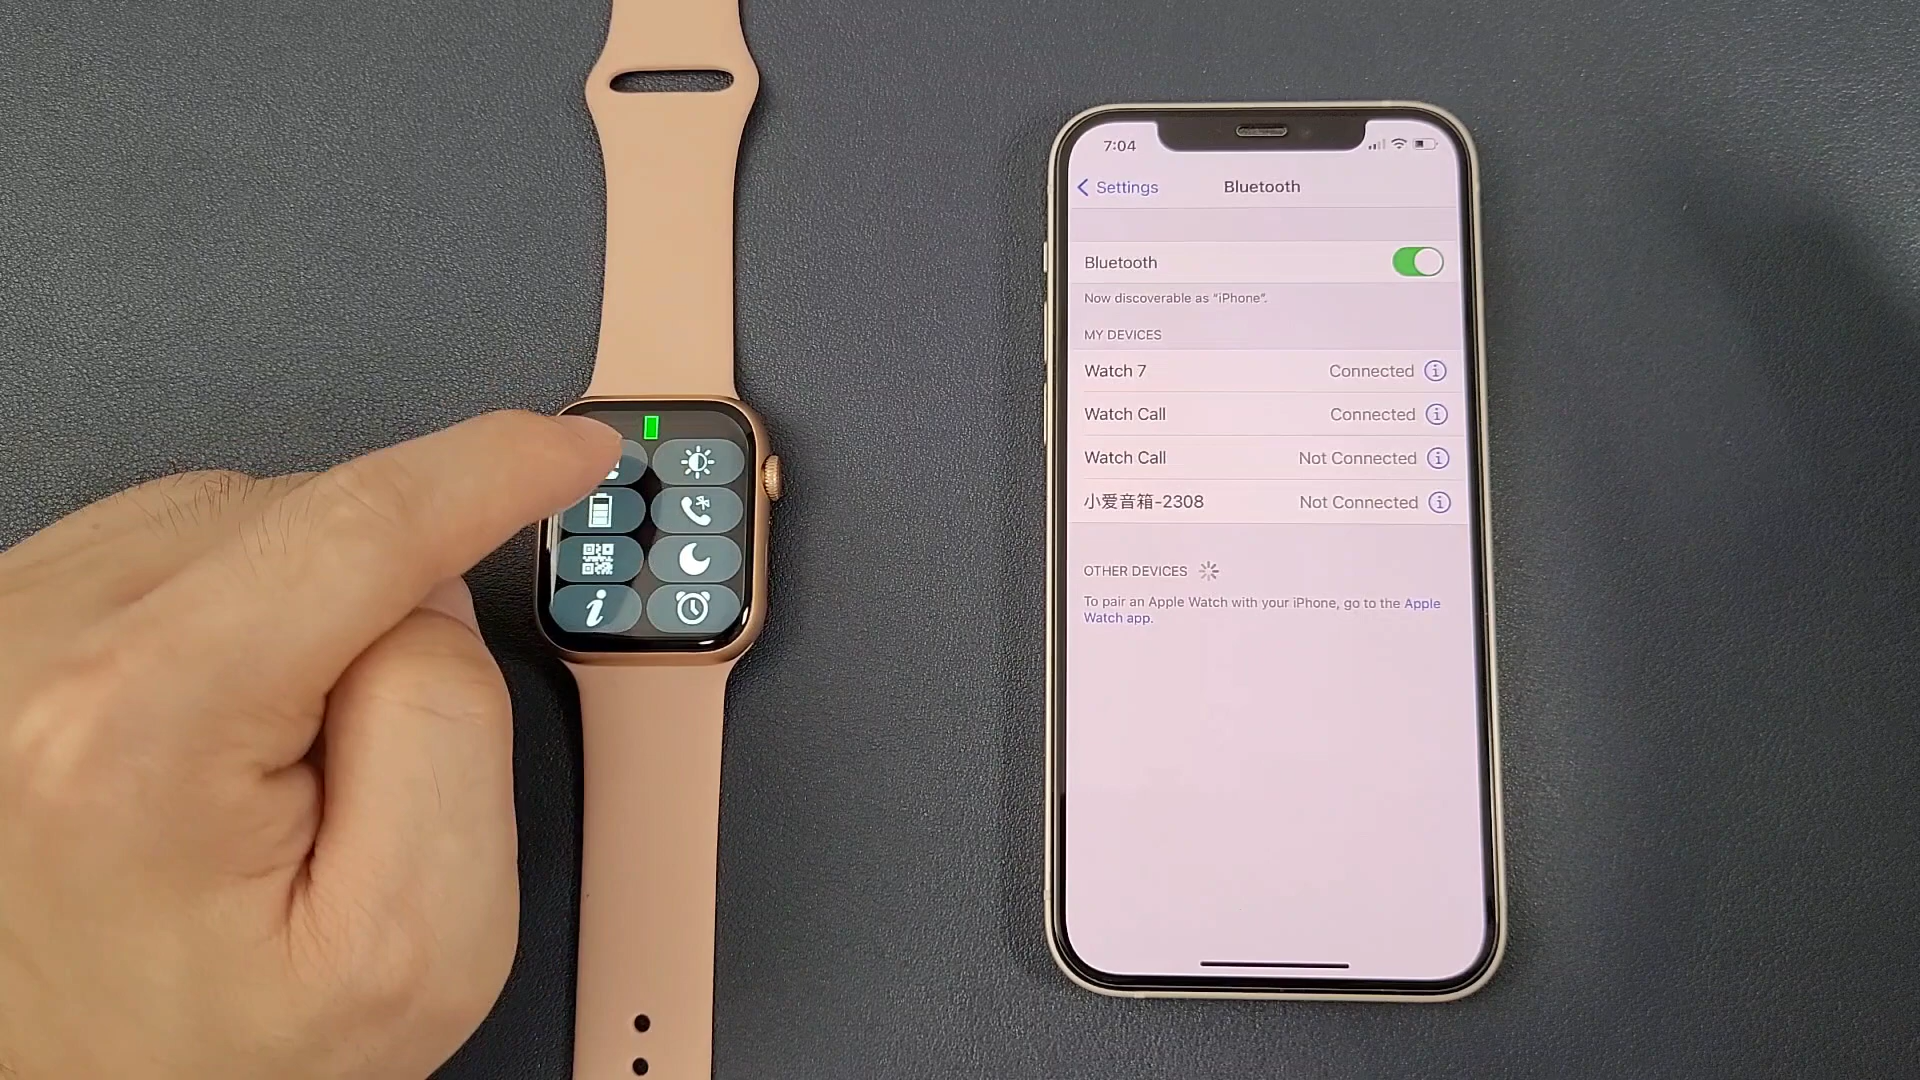 7:04
Settings
Bluetooth
Bluetooth
Now discoverable as “iPhone”.
MY DEVICES
Watch 7 Connected
Watch Call Connected
Watch Call Not Connected
小爱音箱-2308 Not Connected
OTHER DEVICES
To pair an Apple Watch with your iPhone, go to the Apple
Watch app.